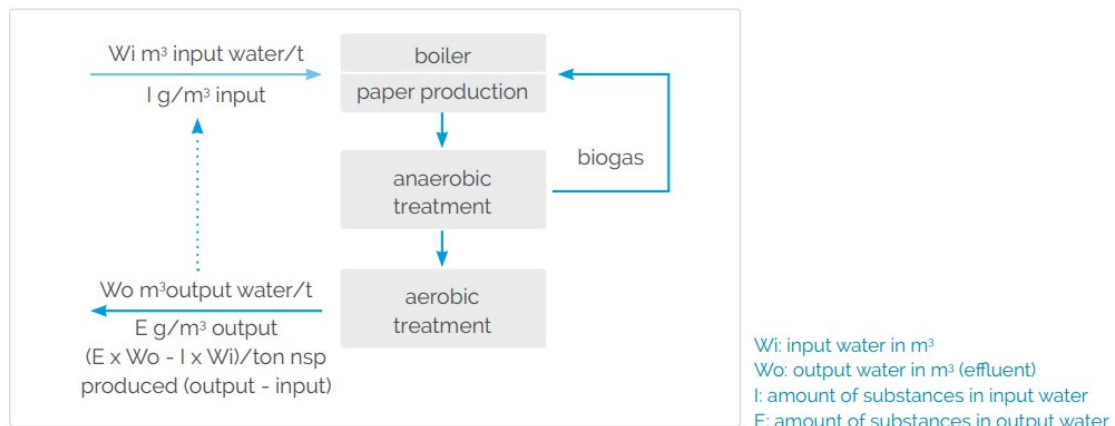 Wi m³ input water/t
I g/m³ input
boiler
paper production
biogas
anaerobic
treatment
Wo m³output water/t
E g/m³ output
(E x Wo - I x Wi)/ton nsp
produced (output - input)
aerobic
treatment
Wi: input water in m³
Wo: output water in m³ (effluent)
I: amount of substances in input water
E: amount of substances in output water